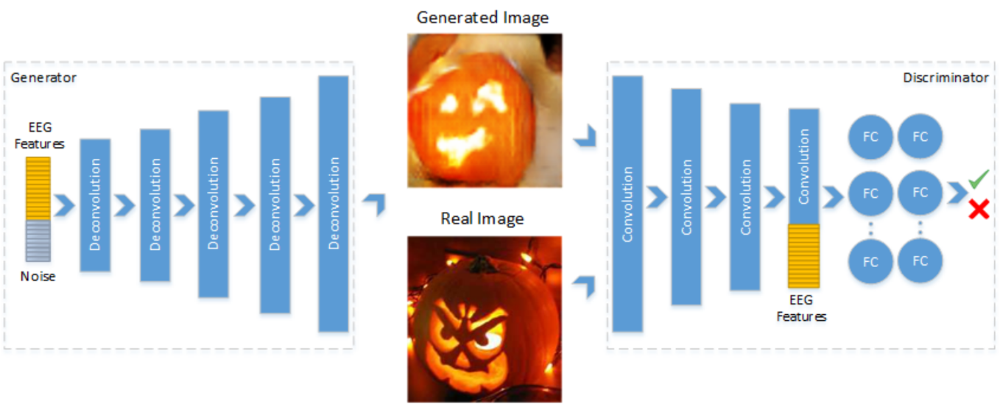 Generated Image
Generator
EEG
Features
Noise
Deconvolution
Deconvolution
Deconvolution
Deconvolution
Deconvolution
Real Image
Discriminator
Convolution
Convolution
Convolution
Convolution
EEG
Features
FC
FC
FC
FC
FC
FC